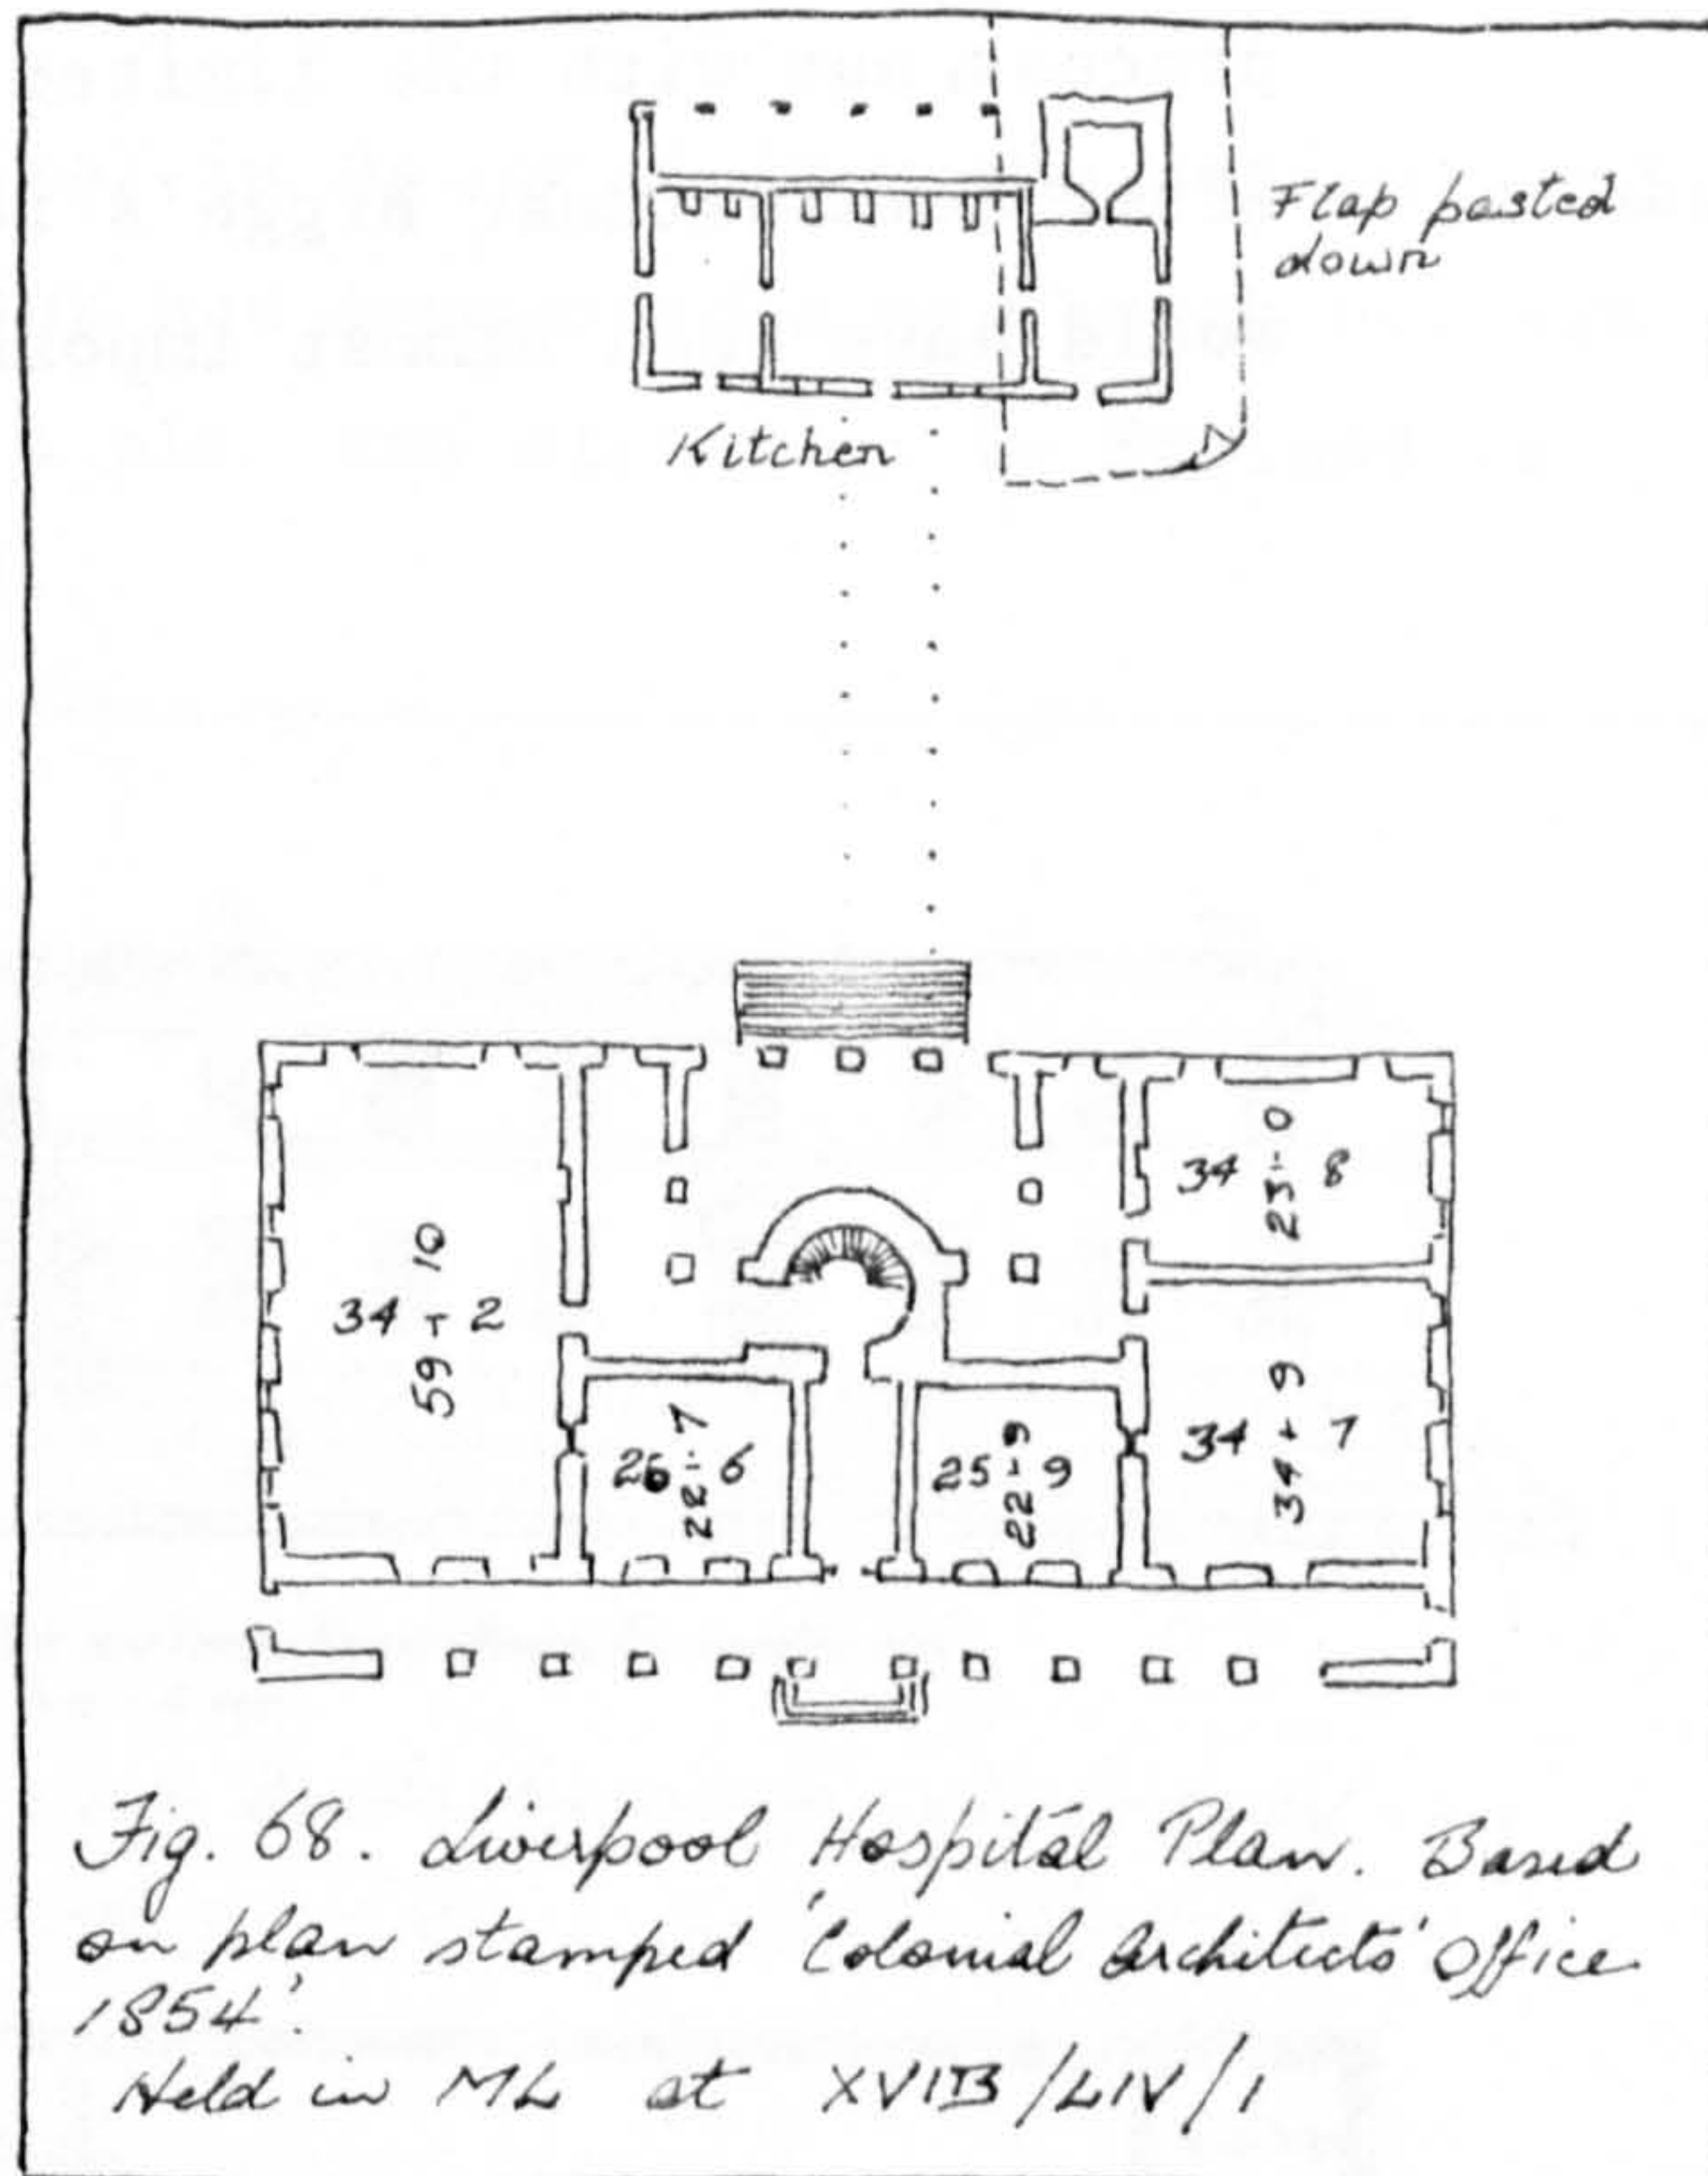 Flap pasted
down
Kitchen
34 - 8
23 - 0
34 - 2
59 10
34 - 7
34 - 9
26 - 6
22 - 7
25 - 9
22 - 9
Fig. 68. Liverpool Hospital Plan. Based
on plan stamped 'Colonial Architects' Office
1854'.
Held in ML at XVIIB/LIV/1